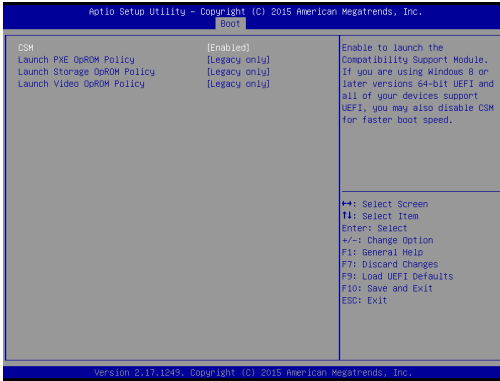 Aptio Setup Utility – Copyright (C) 2015 American Megatrends, Inc.
Boot
CSM [Enabled]
Launch PXE OpROM Policy [Legacy only]
Launch Storage OpROM Policy [Legacy only]
Launch Video OpROM Policy [Legacy only]
Enable to launch the
Compatibility Support Module.
If you are using Windows 8 or
later versions 64-bit UEFI and
all of your devices support
UEFI, you may also disable CSM
for faster boot speed.
↔: Select Screen
↑↓: Select Item
Enter: Select
+/-: Change Option
F1: General Help
F7: Discard Changes
F9: Load UEFI Defaults
F10: Save and Exit
ESC: Exit
Version 2.17.1249. Copyright (C) 2015 American Megatrends, Inc.